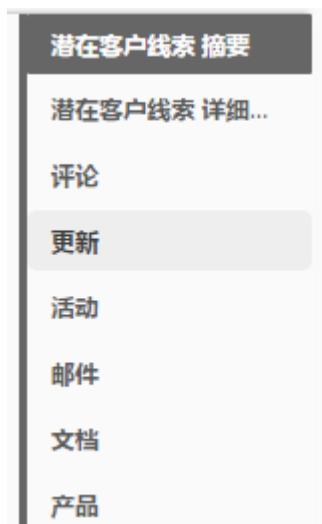 潜在客户线索 摘要
潜在客户线索 详细...
评论
更新
活动
邮件
文档
产品